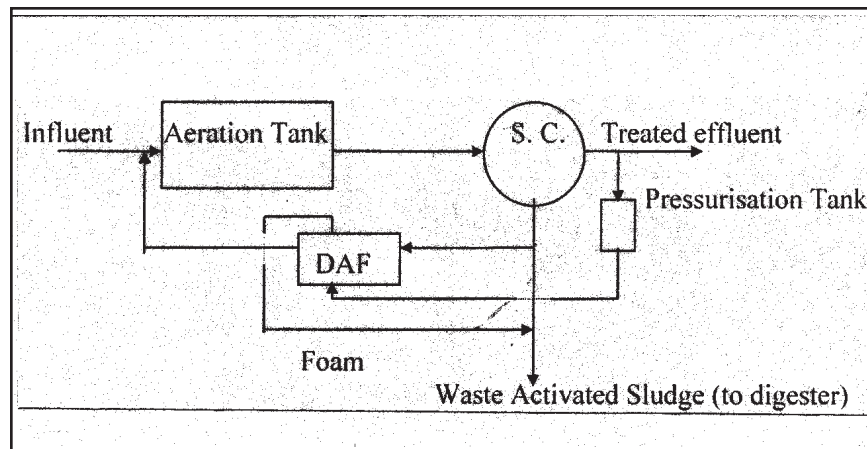 Influent
Aeration Tank
S. C.
Treated effluent
Pressurisation Tank
DAF
Foam
Waste Activated Sludge (to digester)